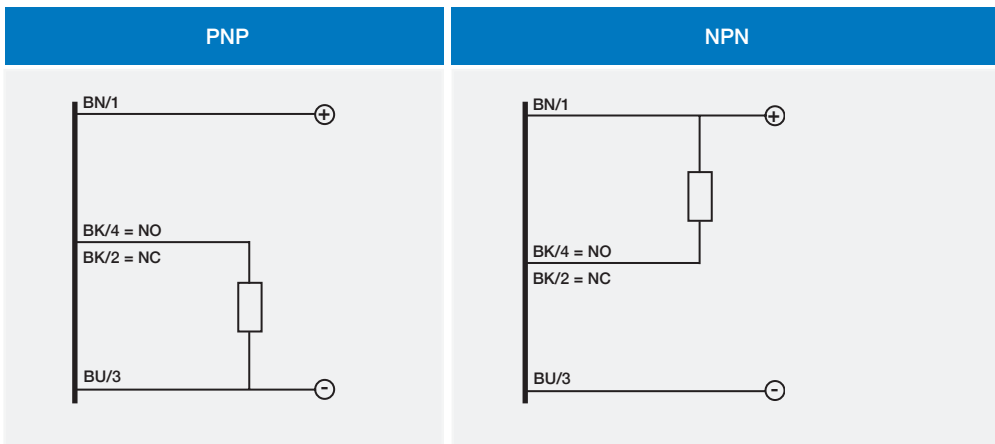 PNP
BN/1
+
BK/4 = NO
BK/2 = NC
BU/3
-
NPN
BN/1
+
BK/4 = NO
BK/2 = NC
BU/3
-